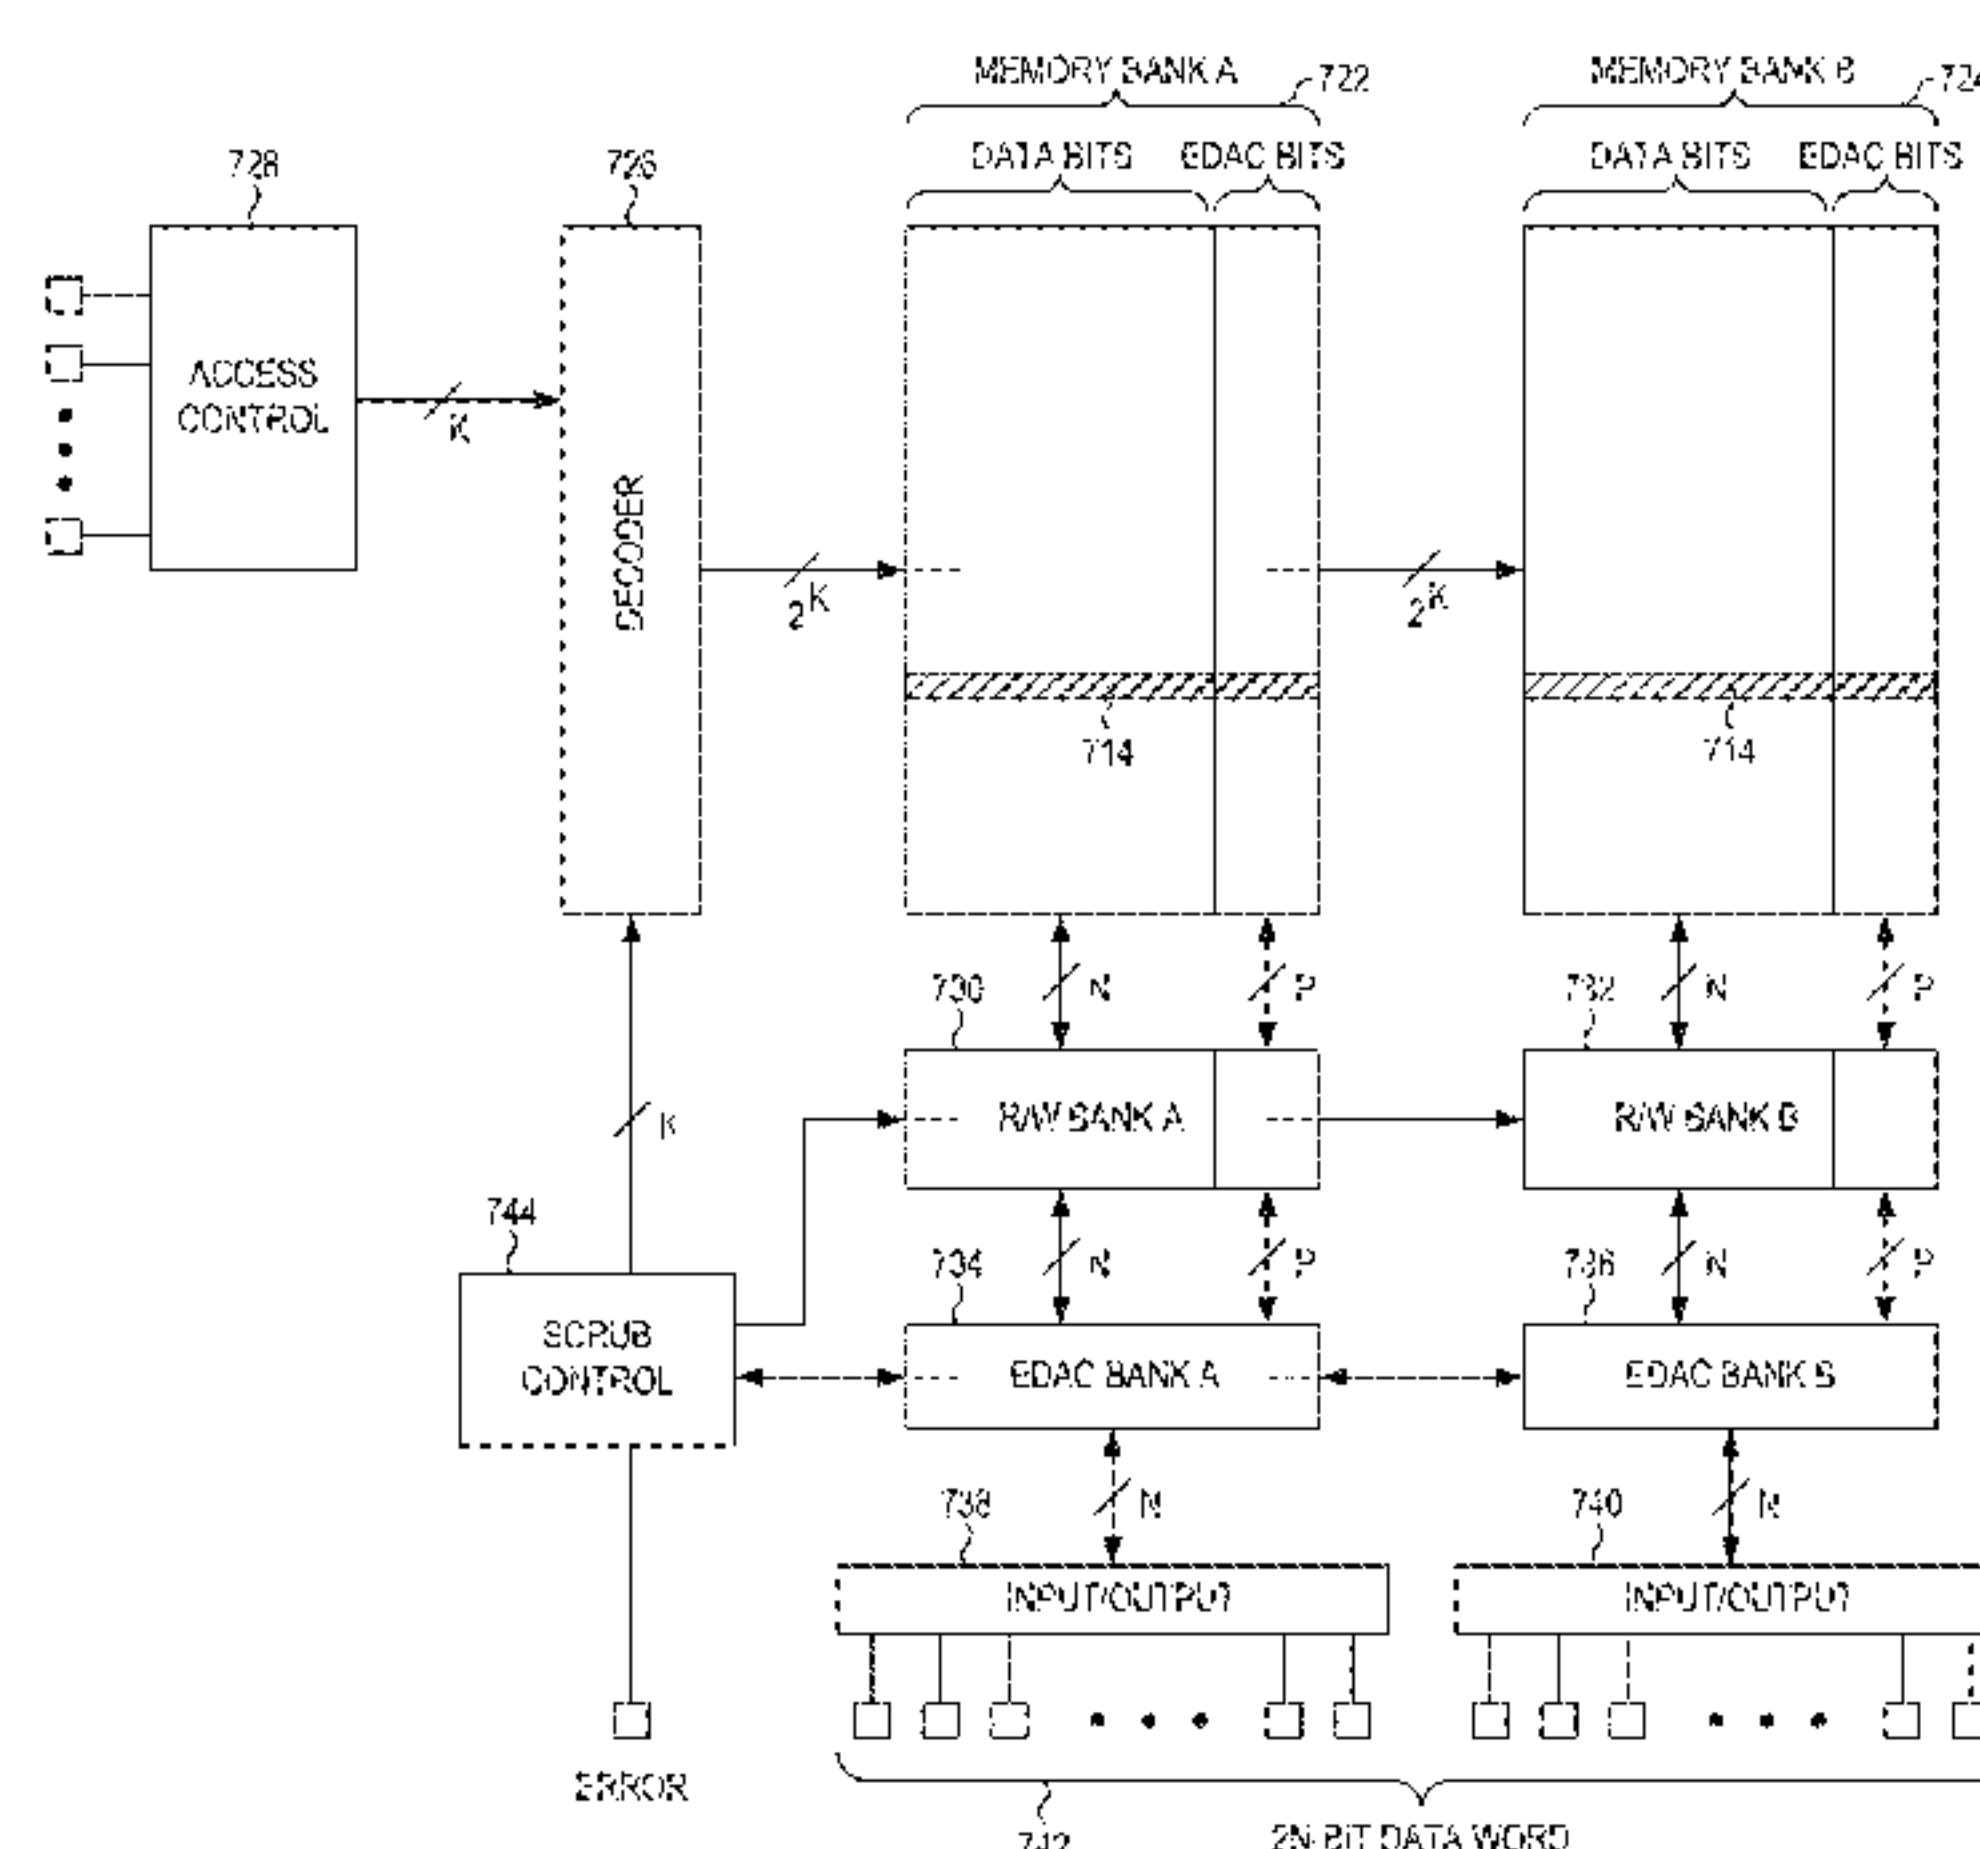 MEMORY BANK A
722
MEMORY BANK B
DATA BITS
EDAC BITS
DATA BITS
EDAC BITS
728
726
ACCESS
CONTROL
K
DECODER
2^K
2^K
714
714
730
N
P
732
N
P
K
R/W BANK A
R/W BANK B
744
734
N
P
736
N
P
SCRUB
CONTROL
EDAC BANK A
EDAC BANK B
738
N
740
N
INPUT/OUTPUT
INPUT/OUTPUT
ERROR
742
2N-BIT DATA WORD